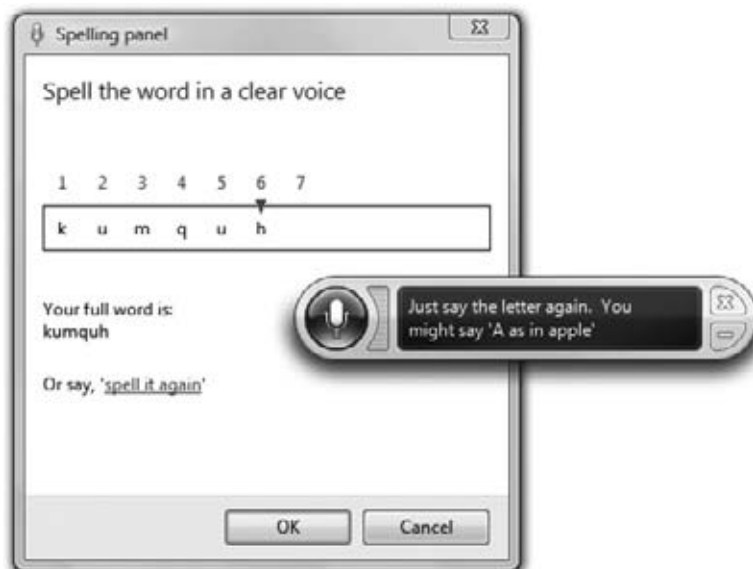 Spelling panel
Spell the word in a clear voice
1 2 3 4 5 6 7
k u m q u h
Your full word is:
kumquh
Just say the letter again. You
might say 'A as in apple'
Or say, 'spell it again'
OK Cancel